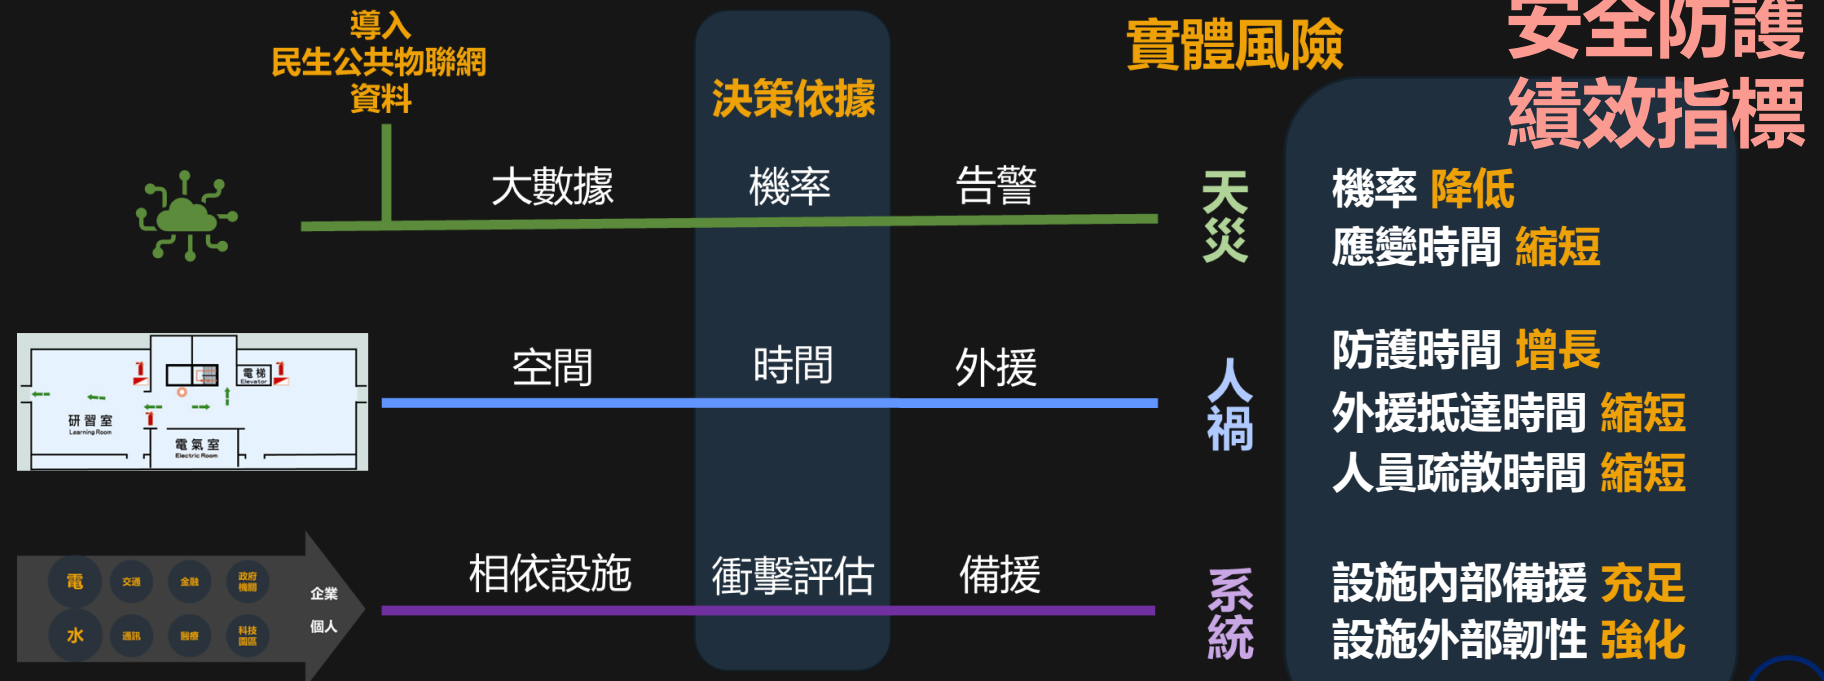 導入
民生公共物聯網
資料
決策依據
實體風險
安全防護
績效指標
大數據
機率
告警
天災
機率 降低
應變時間 縮短
電梯
Elevator
研習室
Learning Room
電氣室
Electric Room
空間
時間
外援
人禍
防護時間 增長
外援抵達時間 縮短
人員疏散時間 縮短
電
交通
金融
政府
機關
水
通訊
醫療
科技
園區
企業
個人
相依設施
衝擊評估
備援
系統
設施內部備援 充足
設施外部韌性 強化